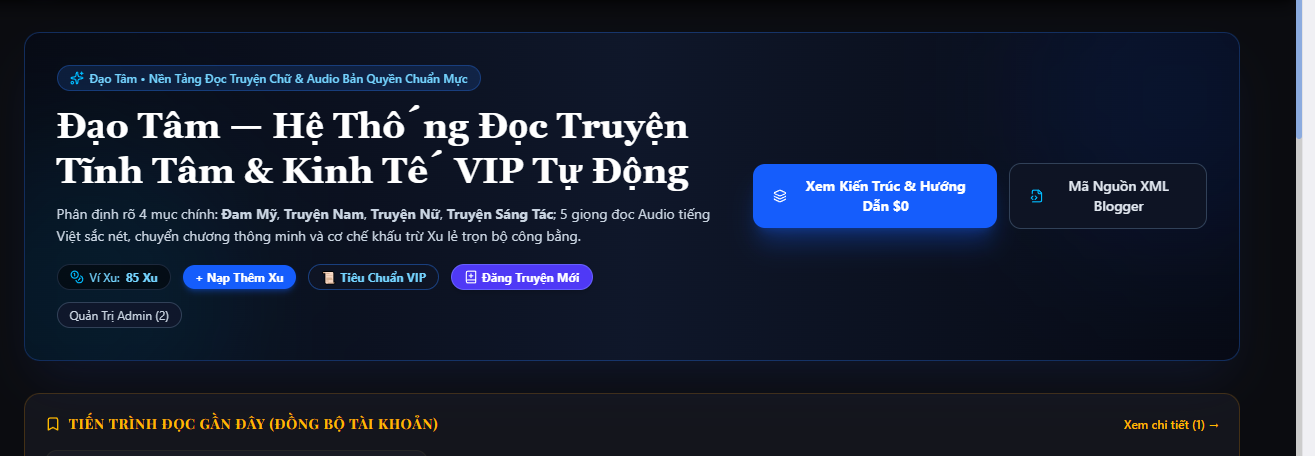 Đạo Tâm • Nền Tảng Đọc Truyện Chữ & Audio Bản Quyền Chuẩn Mực
Đạo Tâm — Hệ Thống Đọc Truyện
Tĩnh Tâm & Kinh Tế VIP Tự Động
Phân định rõ 4 mục chính: Đam Mỹ, Truyện Nam, Truyện Nữ, Truyện Sáng Tác; 5 giọng đọc Audio tiếng
Việt sắc nét, chuyển chương thông minh và cơ chế khấu trừ Xu lẻ trọn bộ công bằng.
Ví Xu: 85 Xu
+ Nạp Thêm Xu
📜 Tiêu Chuẩn VIP
Đăng Truyện Mới
Quản Trị Admin (2)
Xem Kiến Trúc & Hướng
Dẫn $0
Mã Nguồn XML
Blogger
TIẾN TRÌNH ĐỌC GẦN ĐÂY (ĐỒNG BỘ TÀI KHOẢN)
Xem chi tiết (1) →